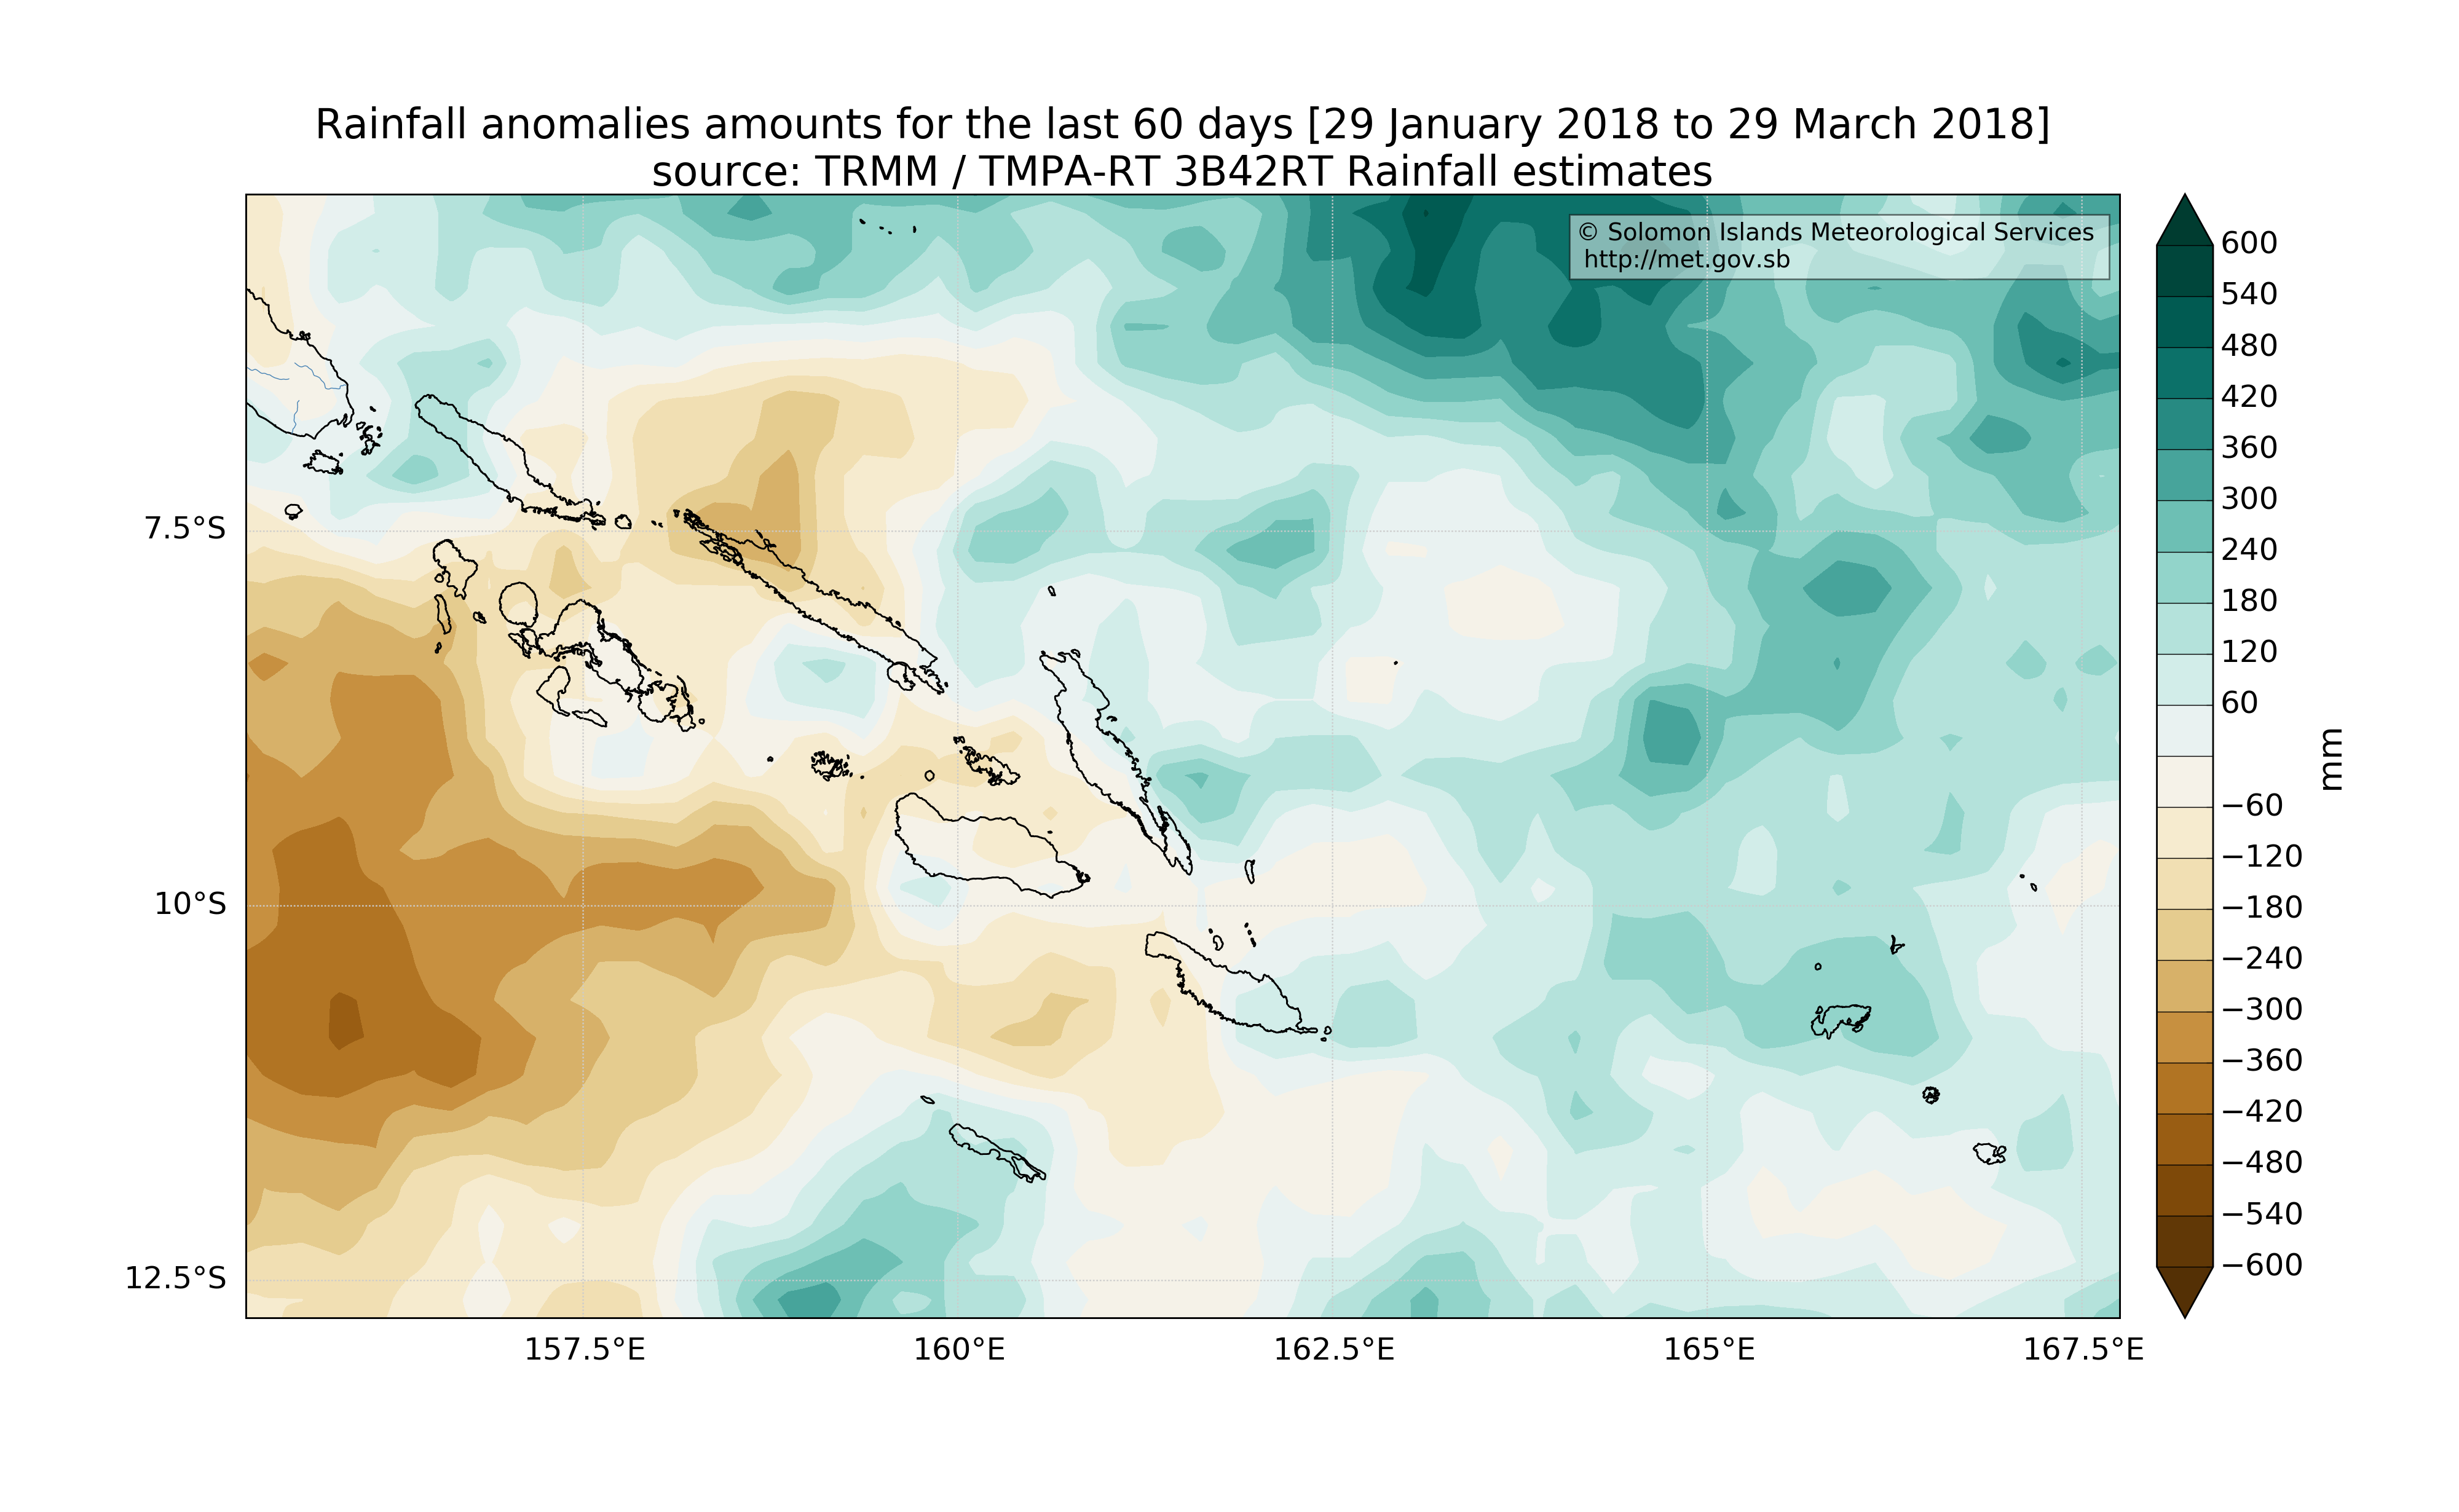 Rainfall anomalies amounts for the last 60 days [29 January 2018 to 29 March 2018]
source: TRMM / TMPA-RT 3B42RT Rainfall estimates
© Solomon Islands Meteorological Services
http://met.gov.sb
7.5°S
10°S
12.5°S
157.5°E
160°E
162.5°E
165°E
167.5°E
600
540
480
420
360
300
240
180
120
60
−60
−120
−180
−240
−300
−360
−420
−480
−540
−600
mm